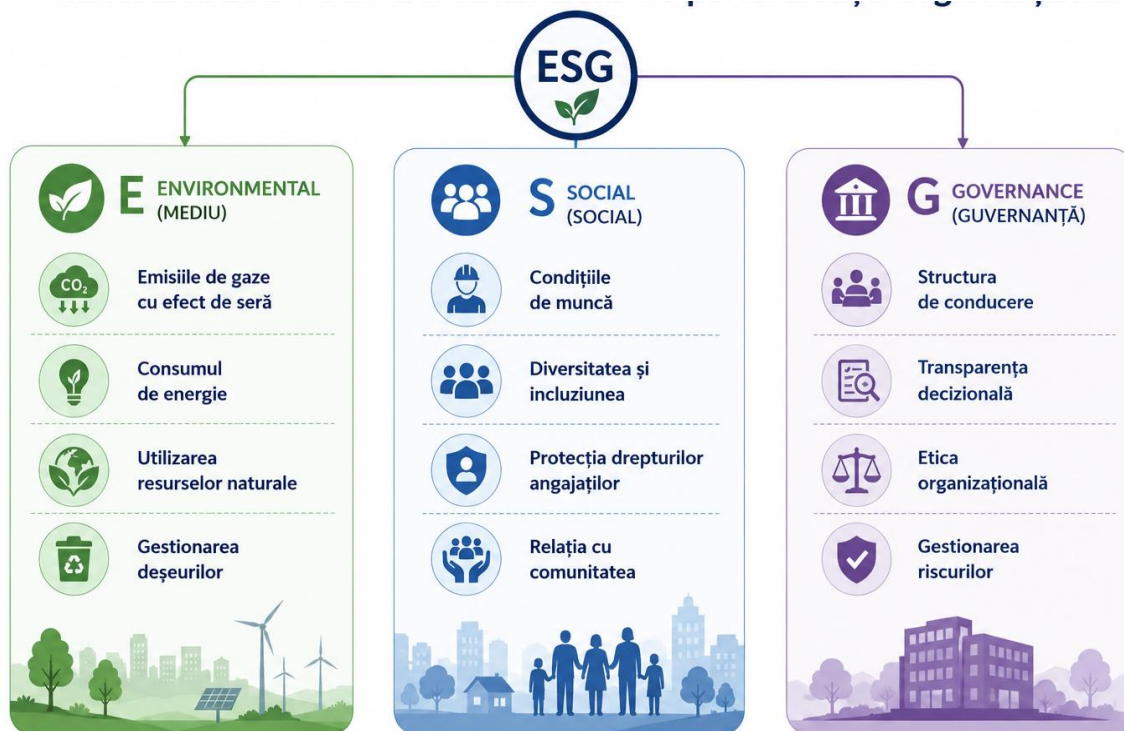 ESG
E ENVIRONMENTAL
(MEDIU)
CO₂
Emisiile de gaze
cu efect de seră
Consumul
de energie
Utilizarea
resurselor naturale
Gestionarea
deșeurilor
S SOCIAL
(SOCIAL)
Condițiile
de muncă
Diversitatea și
incluziunea
Protecția drepturilor
angajaților
Relația cu
comunitatea
G GOVERNANCE
(GUVERNANȚĂ)
Structura
de conducere
Transparența
decizională
Etica
organizațională
Gestionarea
riscurilor